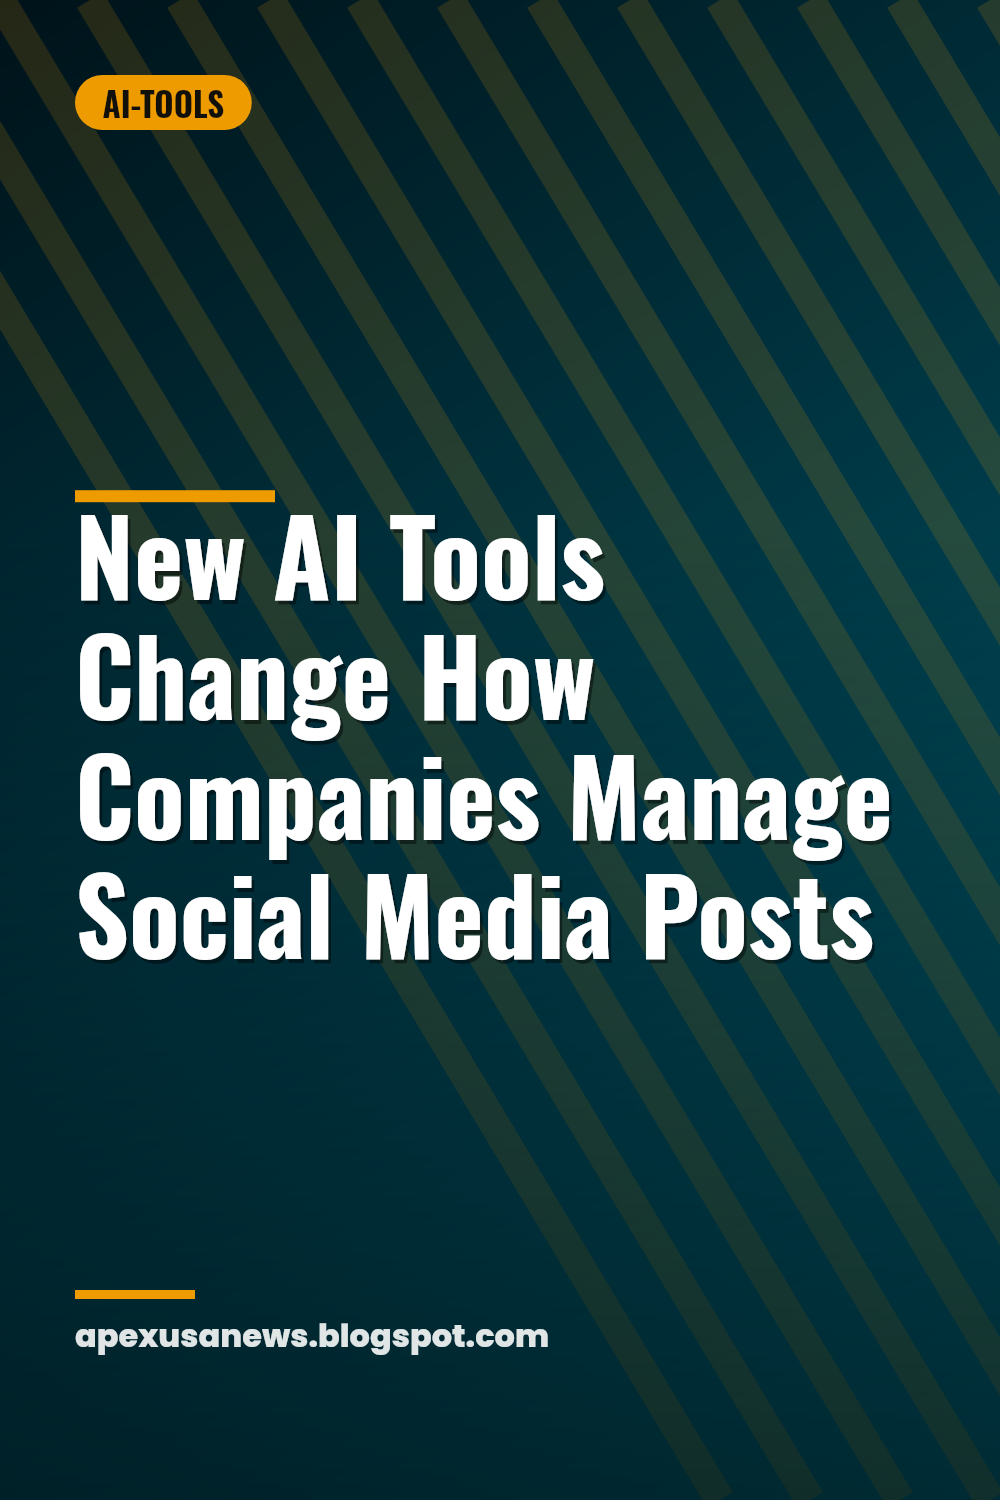 AI-TOOLS
New AI Tools
Change How
Companies Manage
Social Media Posts
apexusanews.blogspot.com